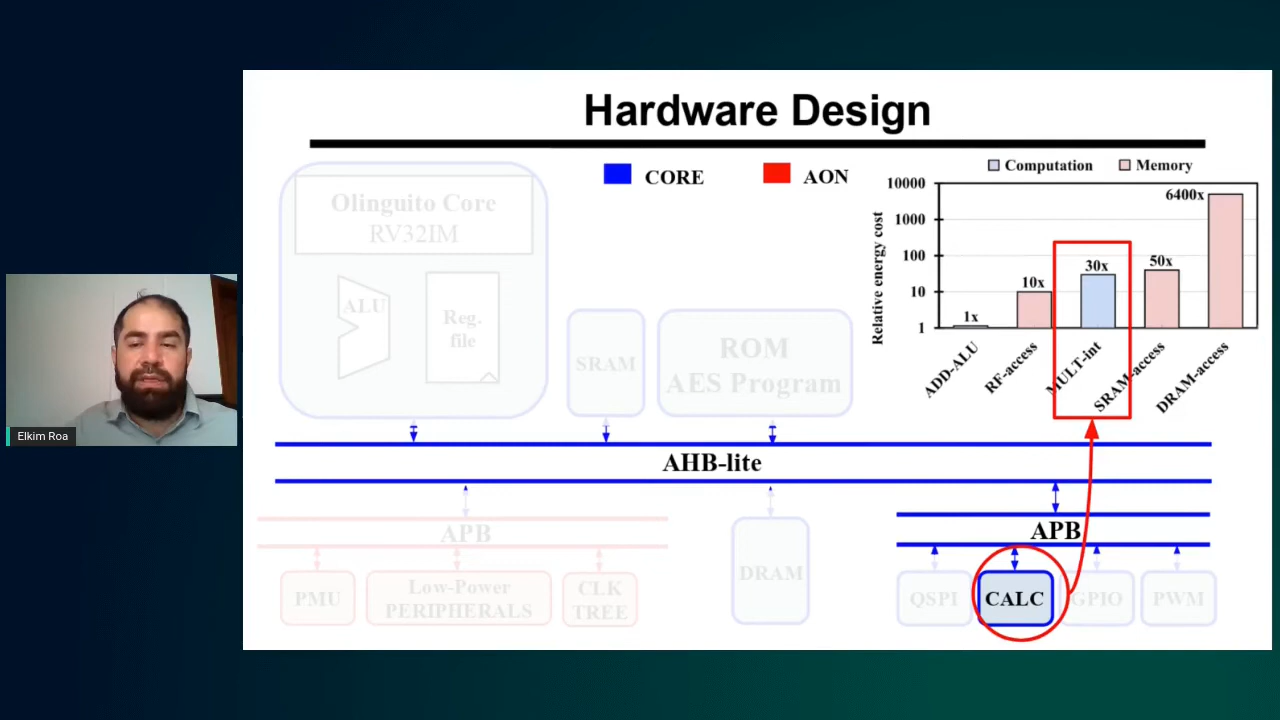 Hardware Design
CORE
AON
Olinguito Core
RV32IM
ALU
Reg.
file
SRAM
ROM
AES Program
Computation
Memory
Relative energy cost
10000
1000
100
10
1
1x
10x
30x
50x
6400x
ADD-ALU
RF-access
MULT-int
SRAM-access
DRAM-access
AHB-lite
APB
APB
PMU
Low-Power
PERIPHERALS
CLK
TREE
DRAM
QSPI
CALC
GPIO
PWM
Elkim Roa